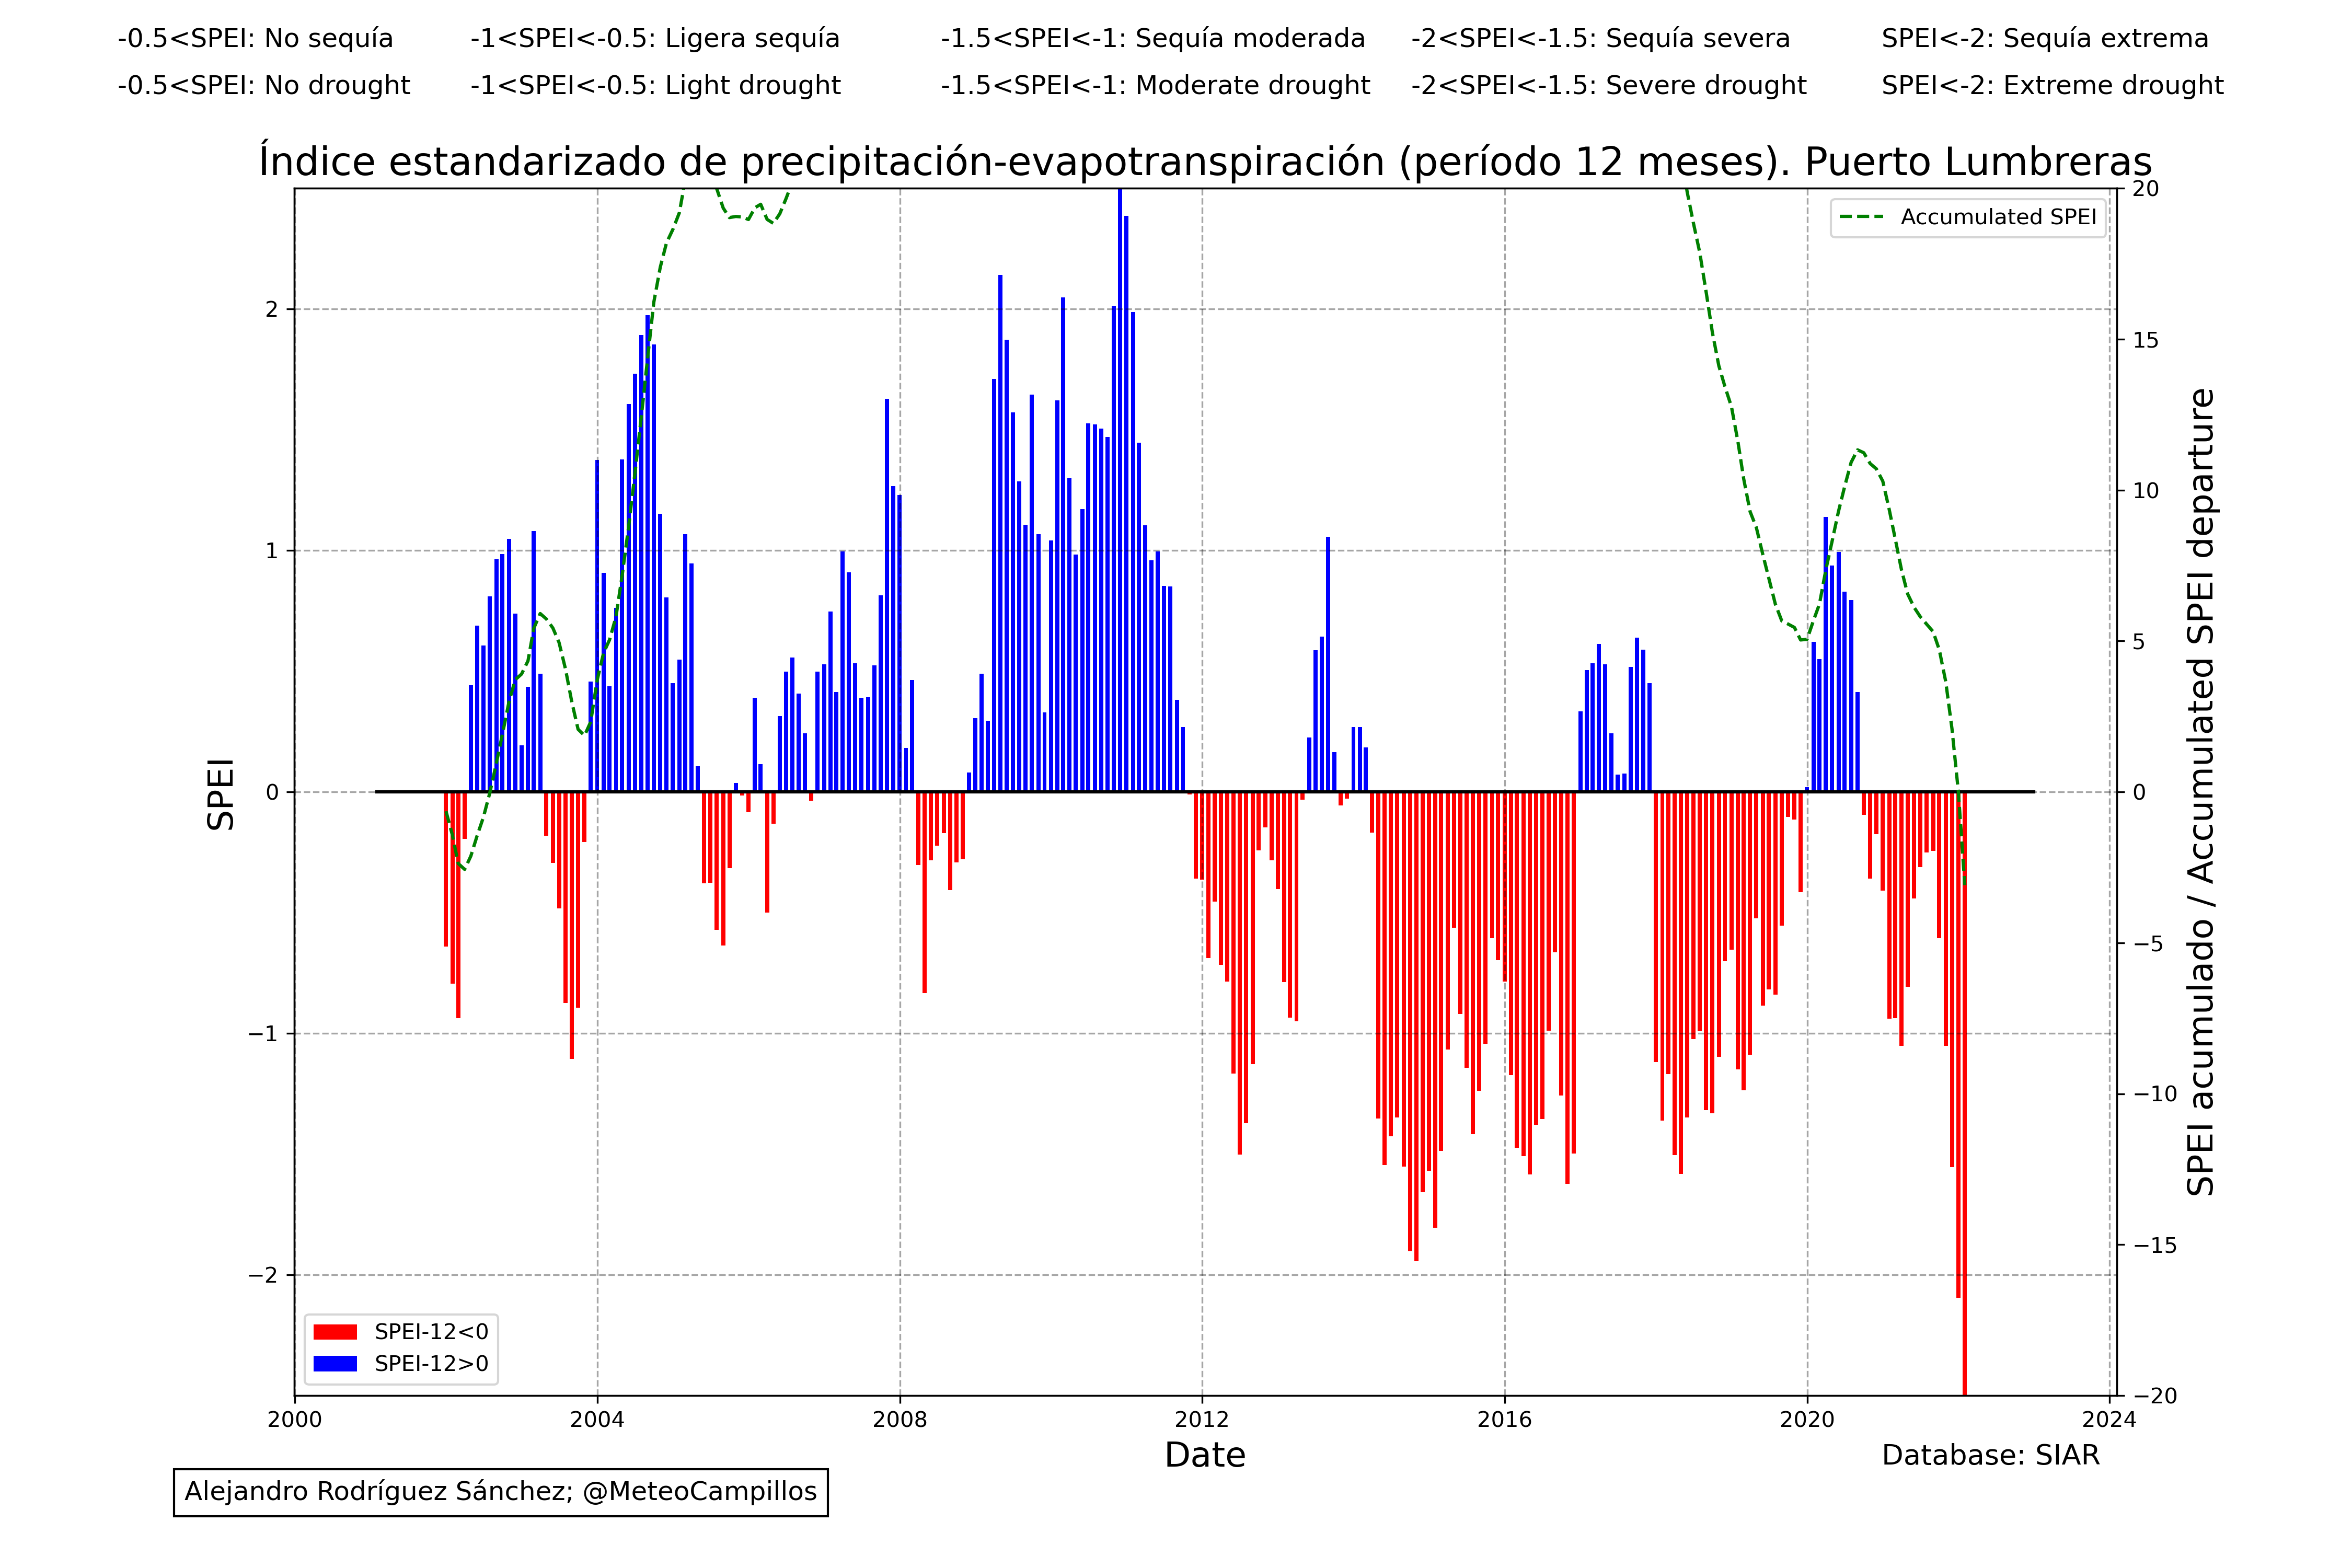 -0.5<SPEI: No sequía -1<SPEI<-0.5: Ligera sequía -1.5<SPEI<-1: Sequía moderada -2<SPEI<-1.5: Sequía severa SPEI<-2: Sequía extrema
-0.5<SPEI: No drought -1<SPEI<-0.5: Light drought -1.5<SPEI<-1: Moderate drought -2<SPEI<-1.5: Severe drought SPEI<-2: Extreme drought
Índice estandarizado de precipitación-evapotranspiración (período 12 meses). Puerto Lumbreras
Accumulated SPEI
2
1
0
−1
−2
SPEI
20
15
10
5
0
−5
−10
−15
−20
SPEI acumulado / Accumulated SPEI departure
SPEI-12<0
SPEI-12>0
2000 2004 2008 2012 2016 2020 2024
Date
Database: SIAR
Alejandro Rodríguez Sánchez; @MeteoCampillos